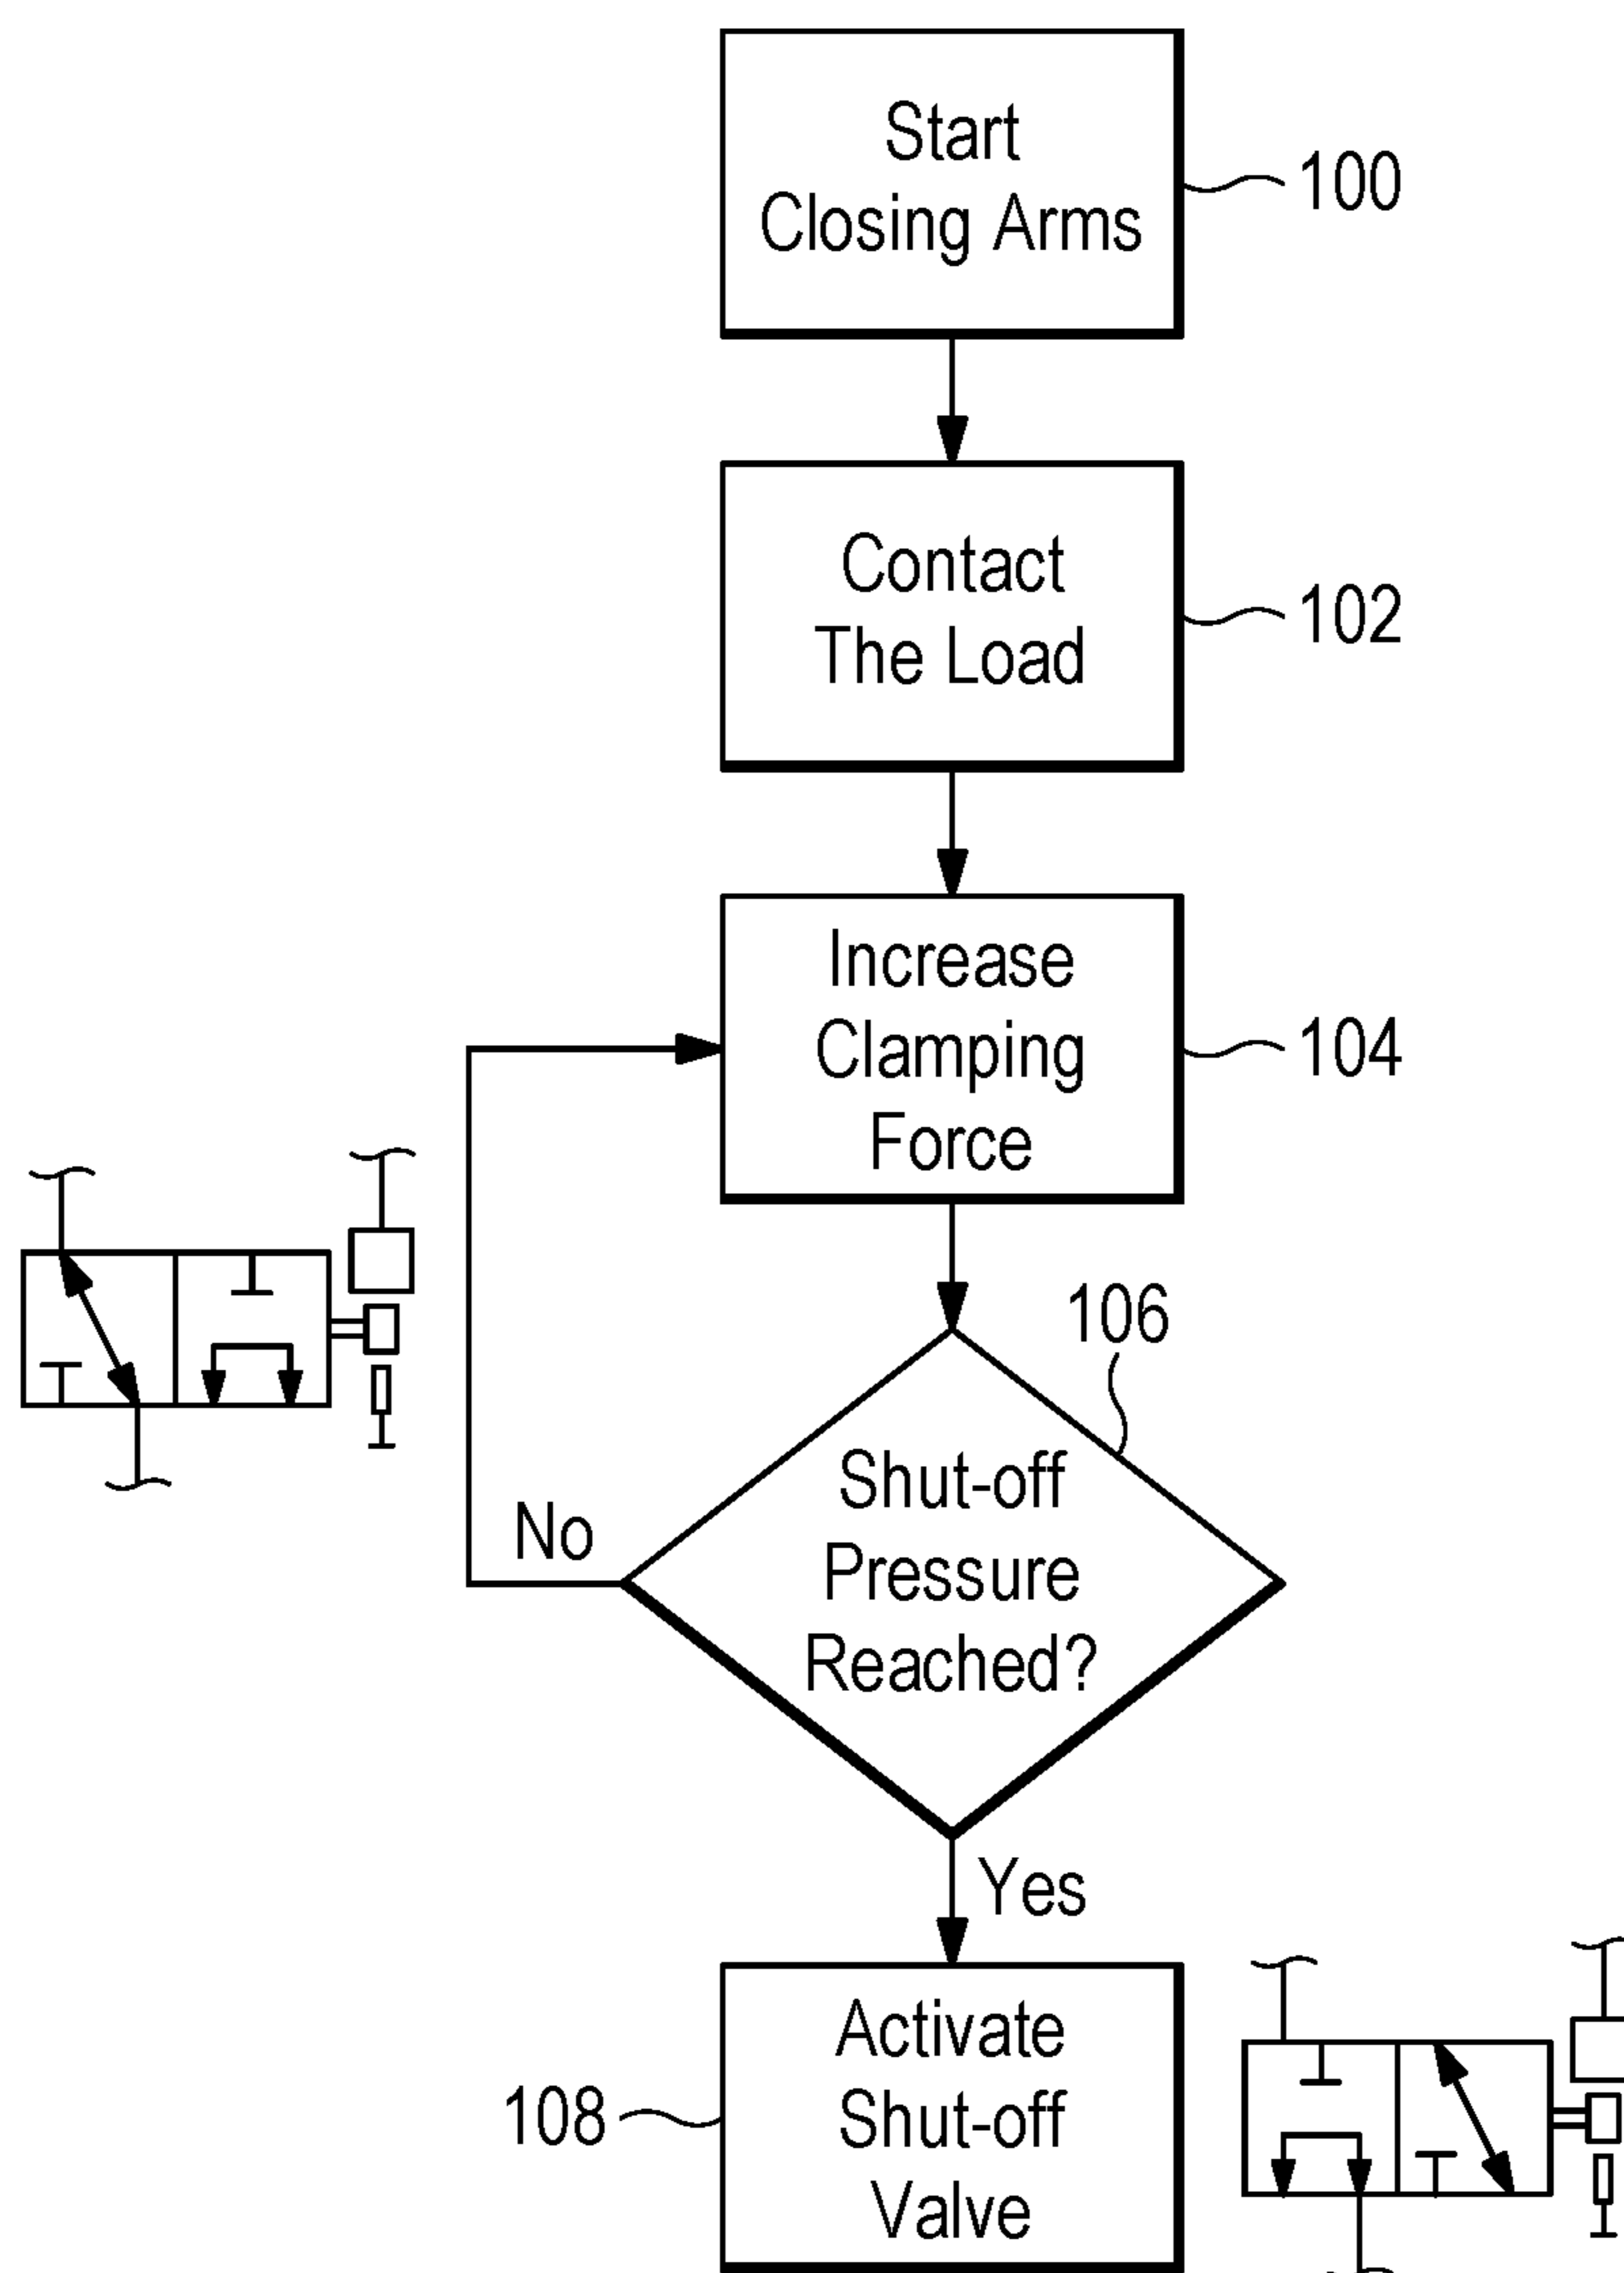 Start
Closing Arms
100
Contact
The Load
102
Increase
Clamping
Force
104
106
Shut-off
Pressure
Reached?
No
Yes
Activate
Shut-off
Valve
108